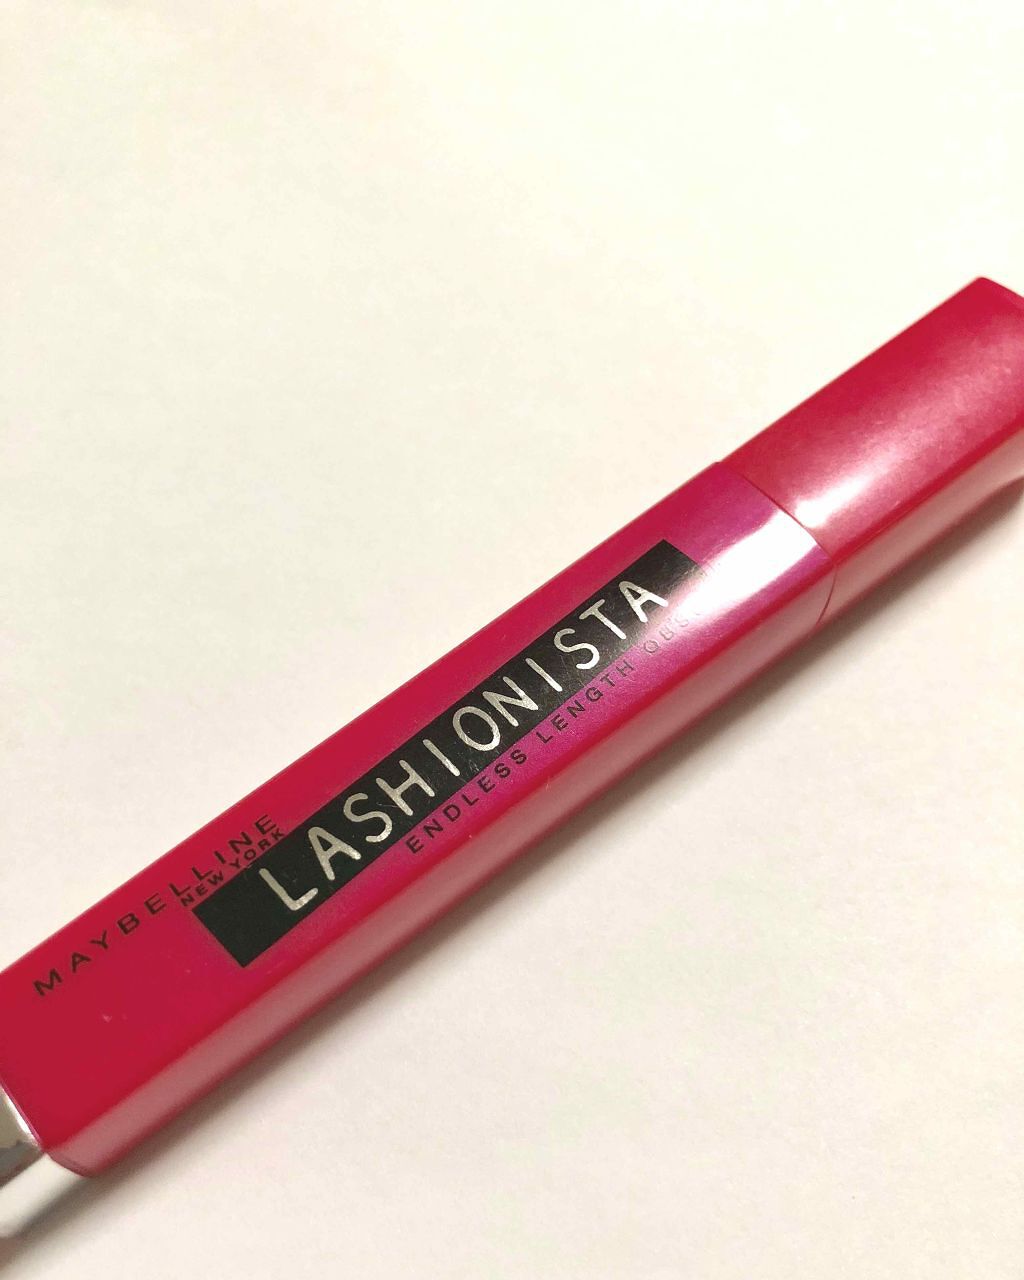 MAYBELLINE
NEW YORK
LASHIONISTA
ENDLESS LENGTH